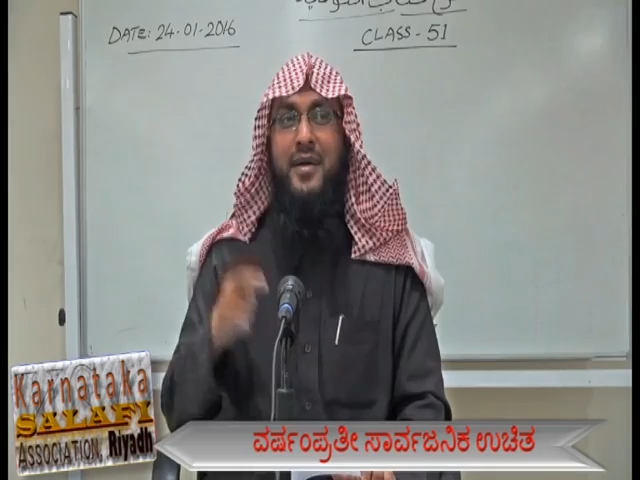 DATE: 24-01-2016
CLASS - 51
Karnataka
SALAFI
ASSOCIATION, Riyadh
ವರ್ಷಂಪ್ರತೀ ಸಾರ್ವಜನಿಕ ಉಚಿತ